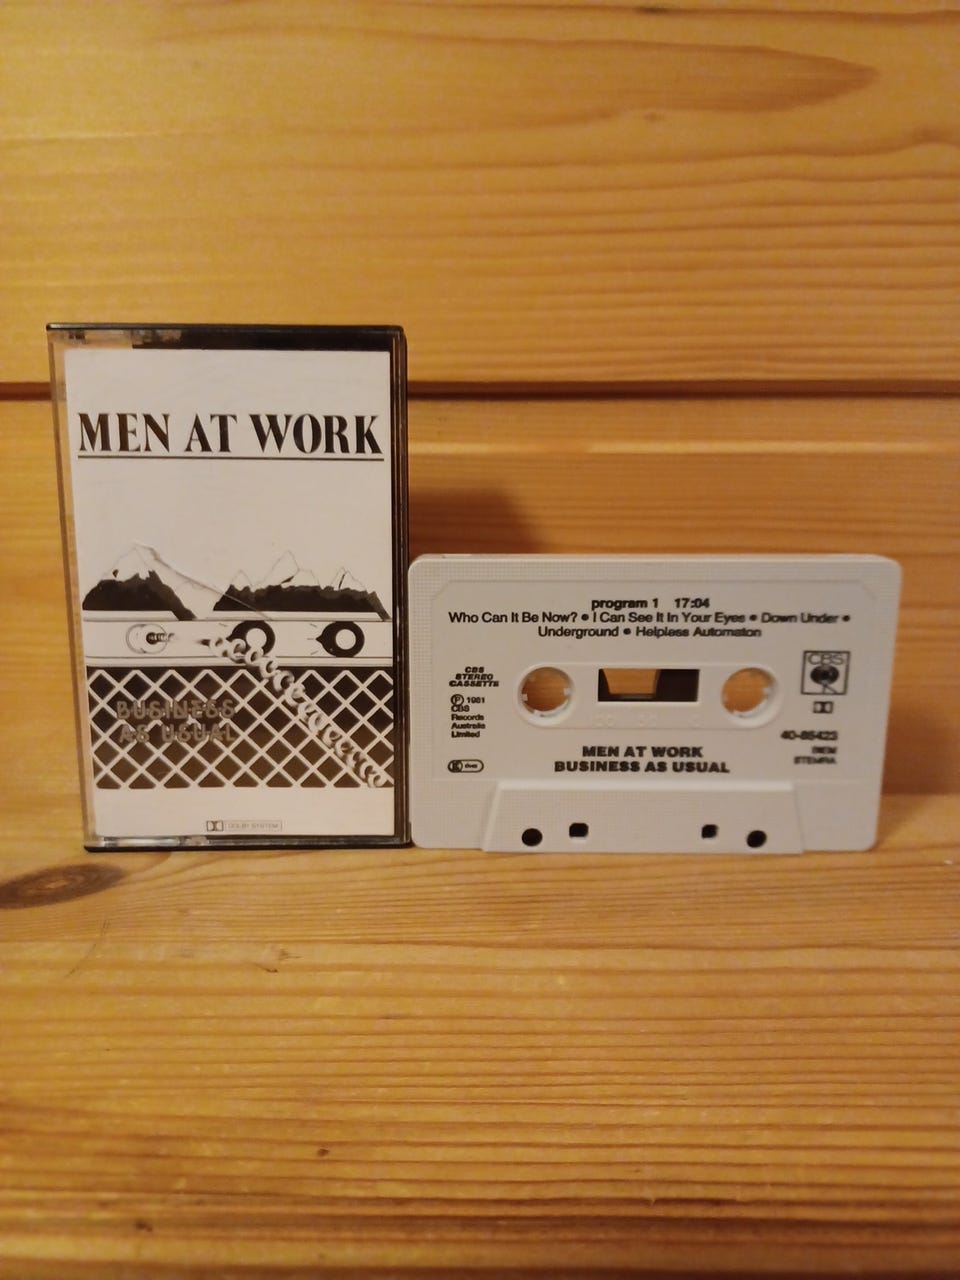 MEN AT WORK
BUSINESS
AS USUAL
DOLBY SYSTEM
program 1 17:04
Who Can It Be Now? • I Can See It In Your Eyes • Down Under •
Underground • Helpless Automaton
CBS
STEREO
CASSETTE
Ⓟ 1981
CBS
Records
Australia
Limited
CBS
40-85423
BIEM
STEMRA
MEN AT WORK
BUSINESS AS USUAL